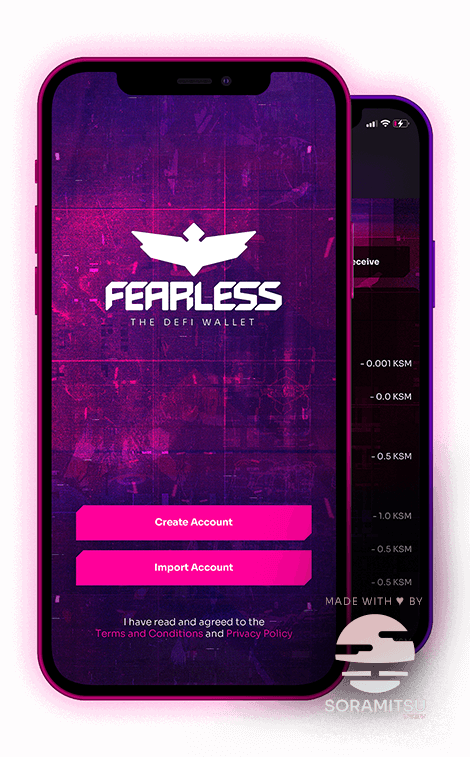 FEARLESS
THE DEFI WALLET
Create Account
Import Account
I have read and agreed to the
Terms and Conditions and Privacy Policy
eceive
- 0.001 KSM
- 0.0 KSM
- 0.5 KSM
- 1.0 KSM
- 0.5 KSM
- 0.5 KSM
MADE WITH ♥ BY
SORAMITSU